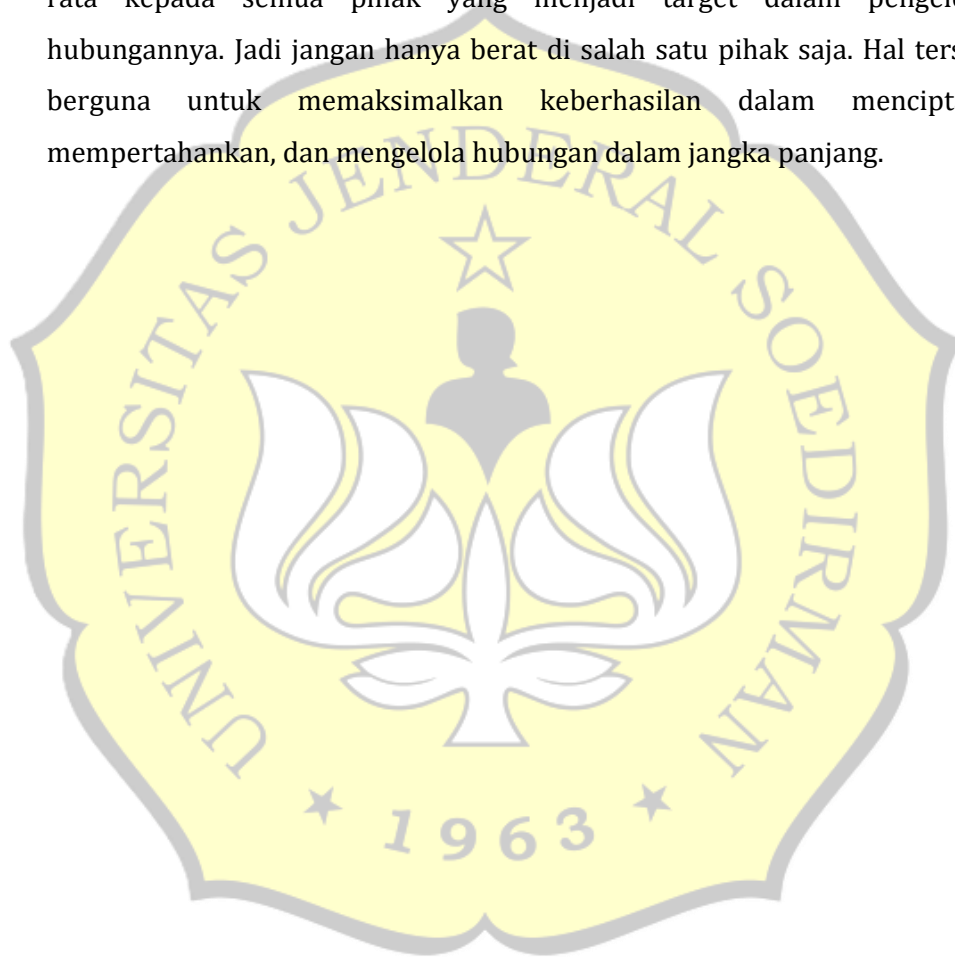 rata kepada semua pihak yang menjadi target dalam
hubungannya. Jadi jangan hanya berat di salah satu pihak saja. Hal
berguna untuk memaksimalkan keberhasilan dalam
mempertahankan, dan mengelola hubungan dalam jangka panjang.
UNIVERSITAS JENDERAL SOEDIRMAN
1963